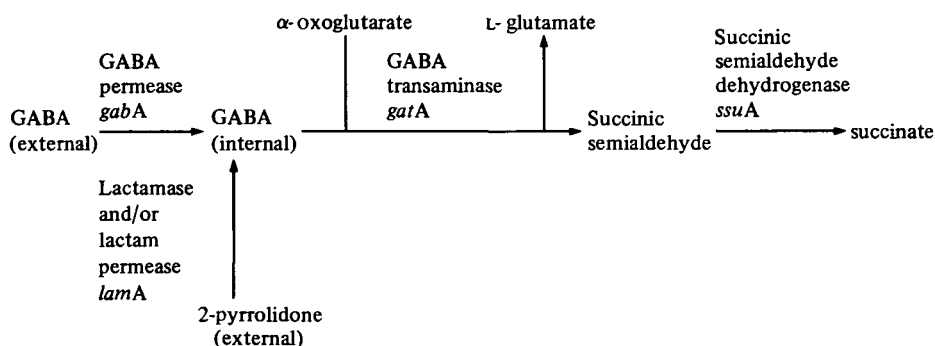 α- oxoglutarate
L- glutamate
GABA
permease
gabA
GABA
transaminase
gatA
Succinic
semialdehyde
dehydrogenase
ssuA
GABA
(external)
GABA
(internal)
Succinic
semialdehyde
succinate
Lactamase
and/or
lactam
permease
lamA
2-pyrrolidone
(external)